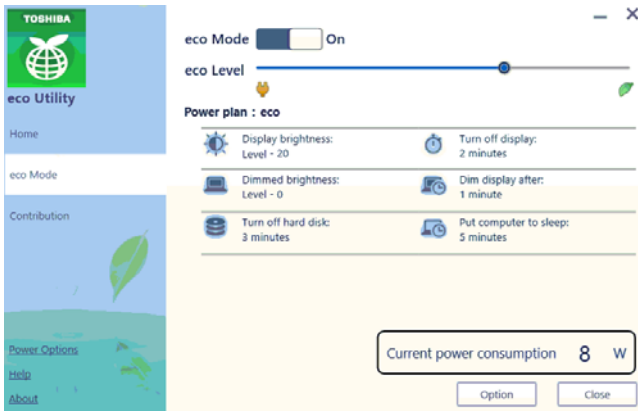 TOSHIBA
eco Utility
Home
eco Mode
Contribution
Power Options
Help
About
eco Mode On
eco Level
Power plan : eco
Display brightness:
Level - 20
Turn off display:
2 minutes
Dimmed brightness:
Level - 0
Dim display after:
1 minute
Turn off hard disk:
3 minutes
Put computer to sleep:
5 minutes
Current power consumption 8 W
Option Close